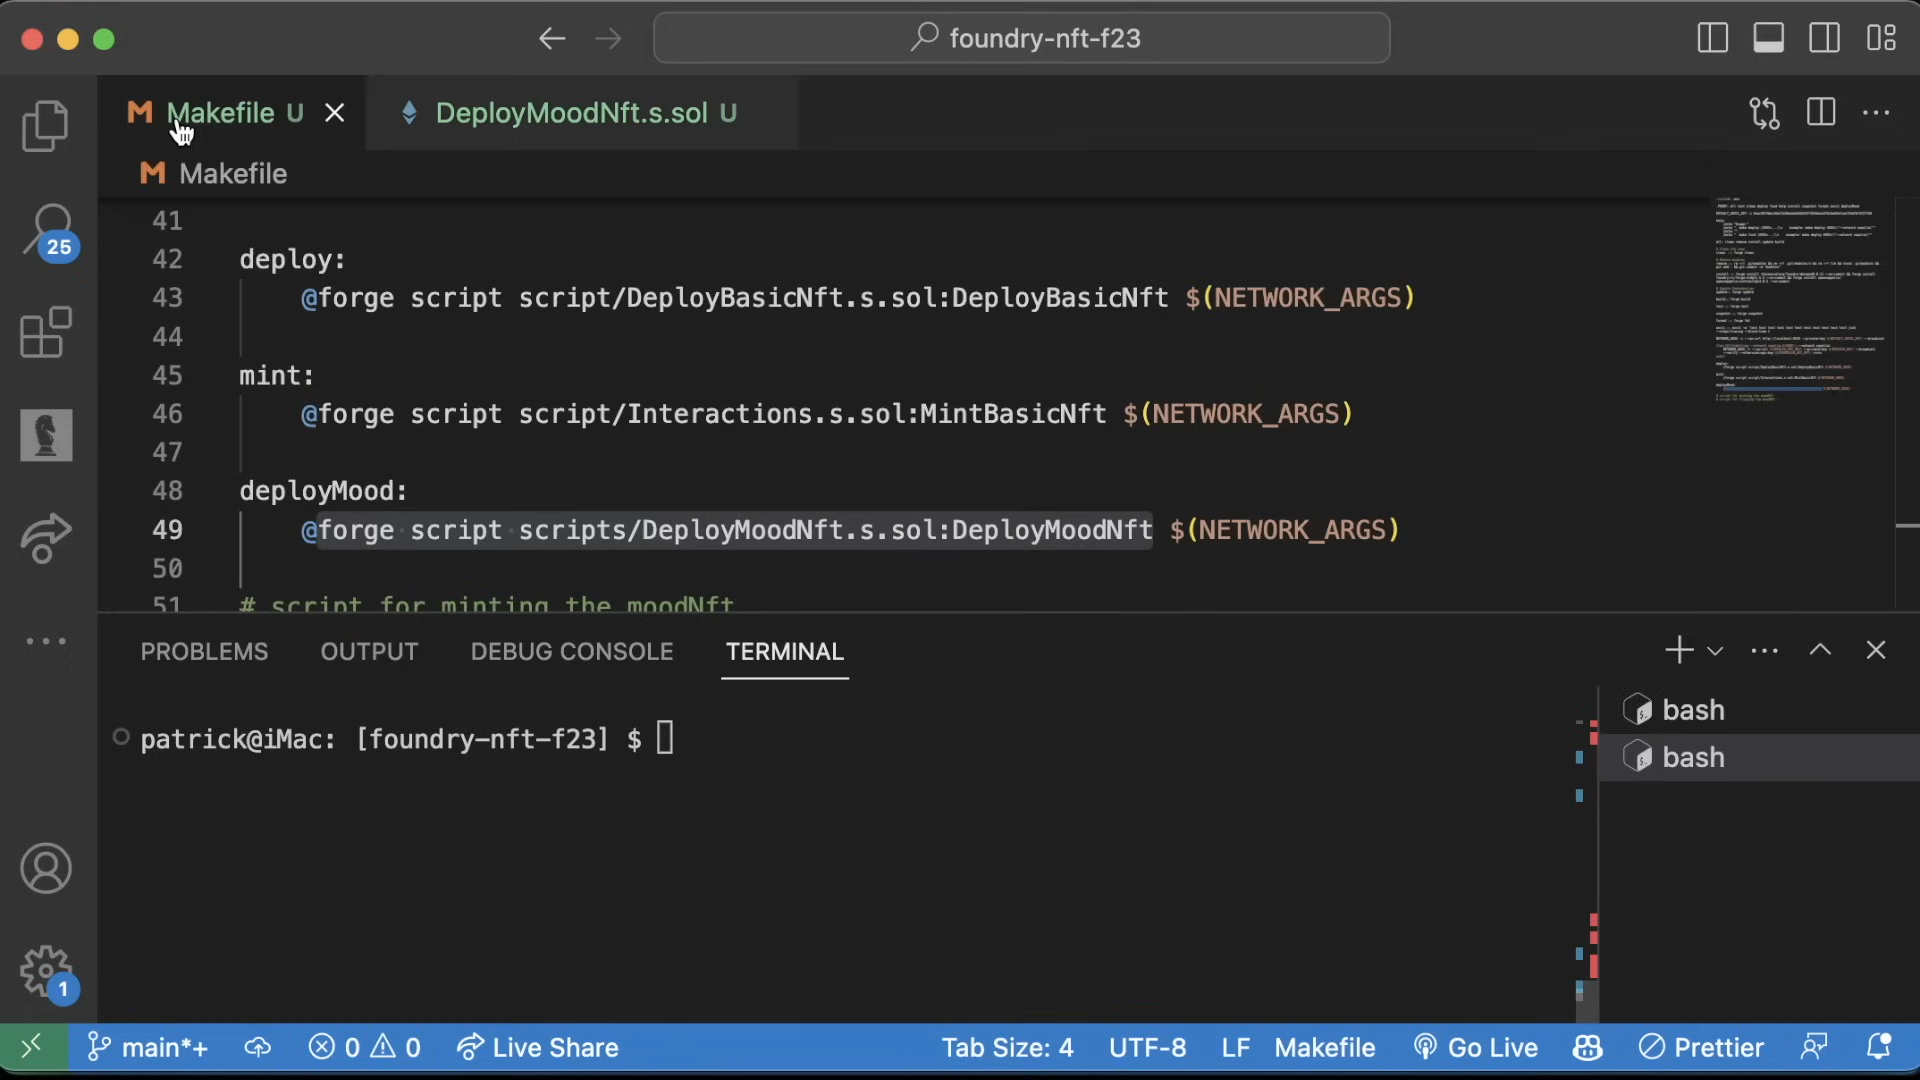 foundry-nft-f23
Makefile U
DeployMoodNft.s.sol U
Makefile
41
42 deploy:
43 @forge script script/DeployBasicNft.s.sol:DeployBasicNft $(NETWORK_ARGS)
44
45 mint:
46 @forge script script/Interactions.s.sol:MintBasicNft $(NETWORK_ARGS)
47
48 deployMood:
49 @forge script scripts/DeployMoodNft.s.sol:DeployMoodNft $(NETWORK_ARGS)
50
51 # script for minting the moodNft
25
PROBLEMS OUTPUT DEBUG CONSOLE TERMINAL
patrick@iMac: [foundry-nft-f23] $
bash
bash
1
main*+ 0 0 Live Share Tab Size: 4 UTF-8 LF Makefile Go Live Prettier